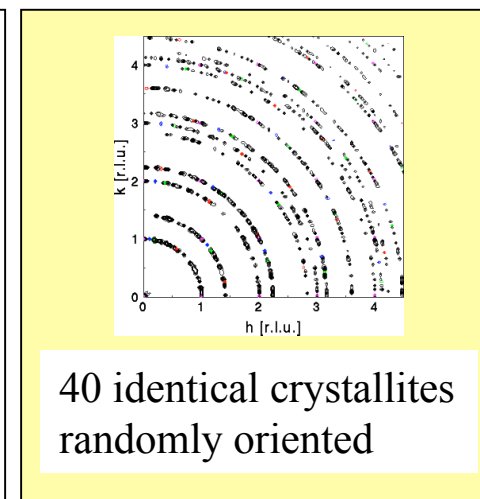 4
3
2
1
0
k [r.l.u.]
0 1 2 3 4
h [r.l.u.]
40 identical crystallites
randomly oriented